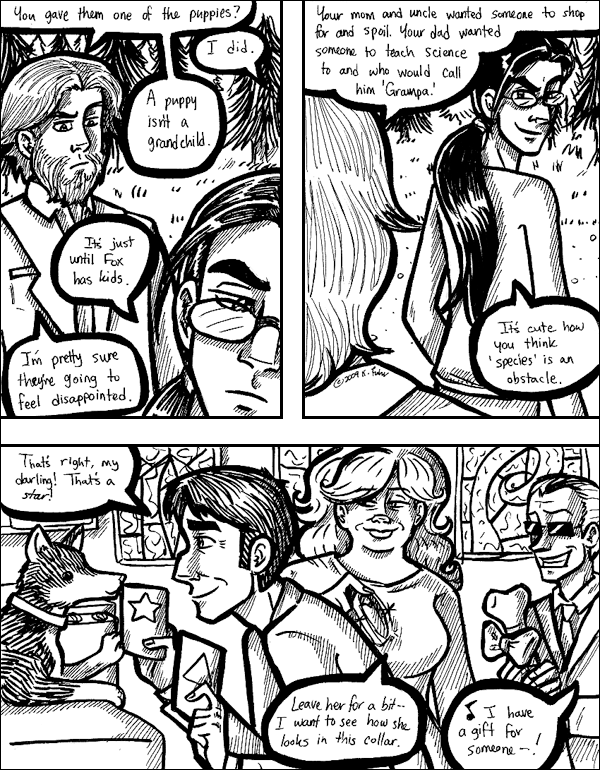 You gave them one of the puppies?
I did.
A puppy
isn't a
grandchild.
It's just
until Fox
has kids.
I'm pretty sure
they're going to
feel disappointed.
Your mom and uncle wanted someone to shop
for and spoil. Your dad wanted
someone to teach science
to and who would call
him 'Grampa.'
It's cute how
you think
'species' is an
obstacle.
That's right, my
darling! That's a
star!
Leave her for a bit--
I want to see how she
looks in this collar.
♪ I have
a gift for
someone~!